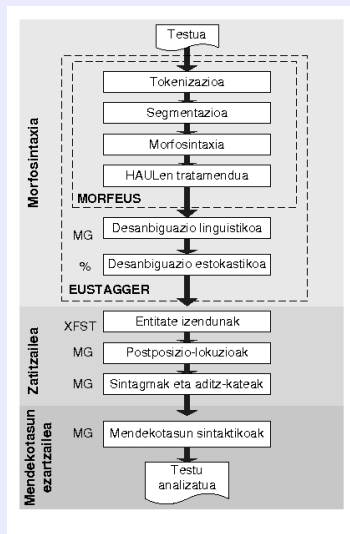 Testua
Tokenizazioa
Segmentazioa
Morfosintaxia
HAULen tratamendua
MORFEUS
MG Desanbiguazio linguistikoa
% Desanbiguazio estokastikoa
EUSTAGGER
Morfosintaxia
XFST Entitate izendunak
MG Postposizio-lokuzioak
MG Sintagmak eta aditz-kateak
Zatitzailea
MG Mendekotasun sintaktikoak
Mendekotasun
ezartzailea
Testu
analizatua